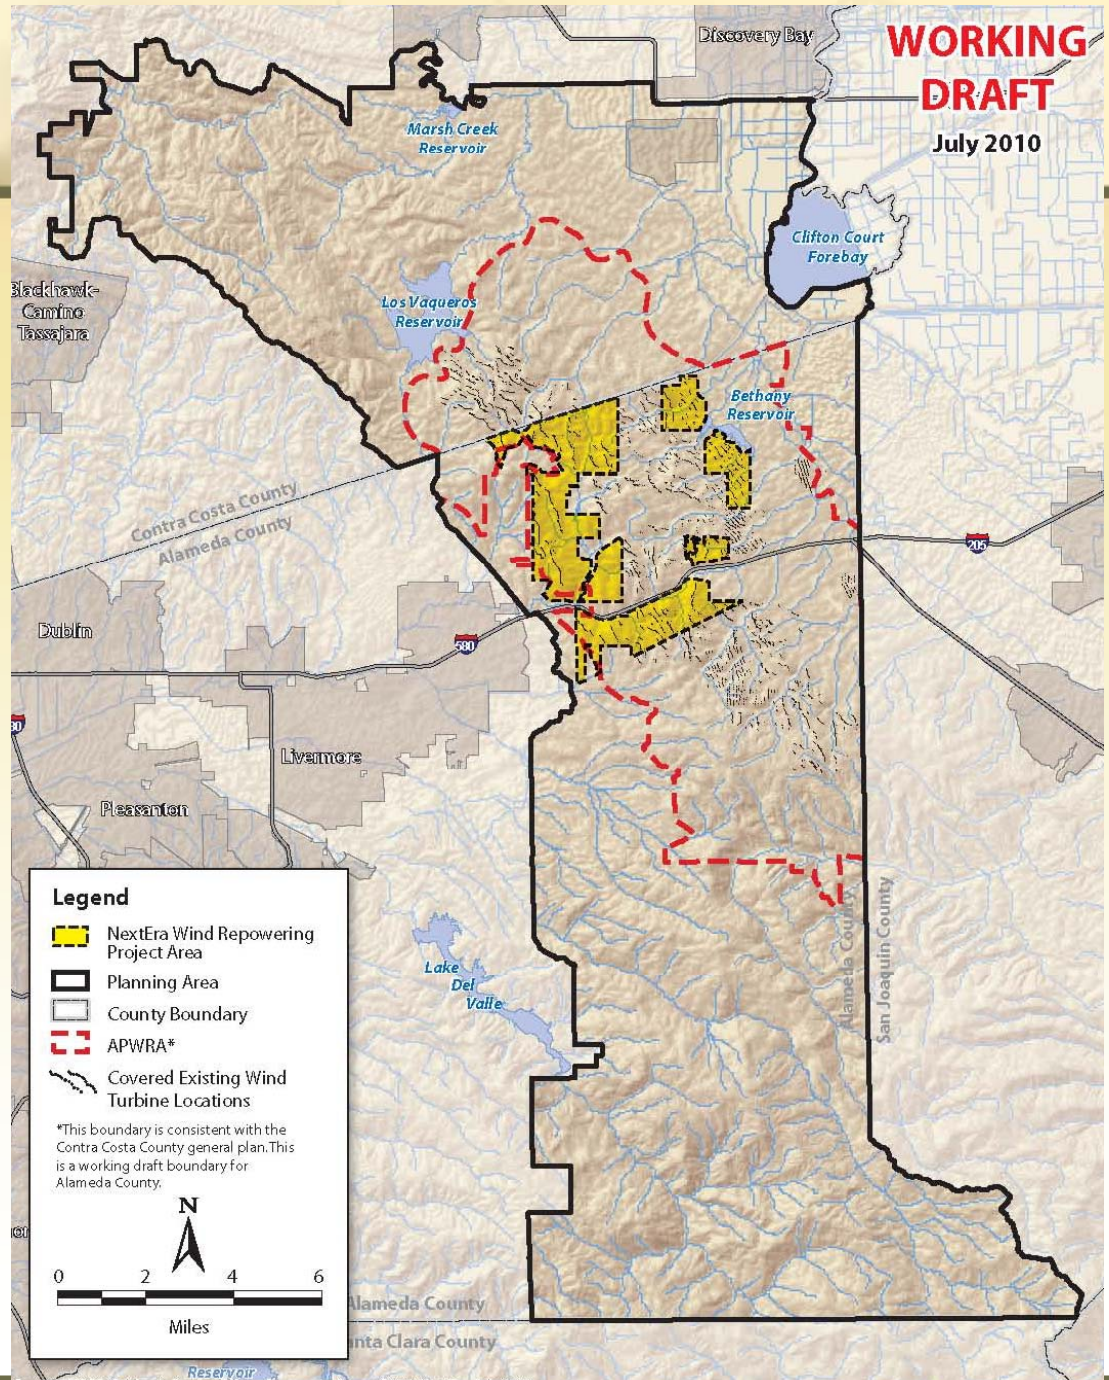 WORKING
DRAFT
July 2010
Discovery Bay
Marsh Creek
Reservoir
Clifton Court
Forebay
Blackhawk-
Camino
Tassajara
Los Vaqueros
Reservoir
Bethany
Reservoir
Contra Costa County
Alameda County
205
Dublin
580
Livermore
Pleasanton
Legend
NextEra Wind Repowering
Project Area
Planning Area
County Boundary
APWRA*
Covered Existing Wind
Turbine Locations
*This boundary is consistent with the
Contra Costa County general plan. This
is a working draft boundary for
Alameda County.
N
0 2 4 6
Miles
Lake
Del
Valle
Alameda County
San Joaquin County
Alameda County
anta Clara County
Reservoir